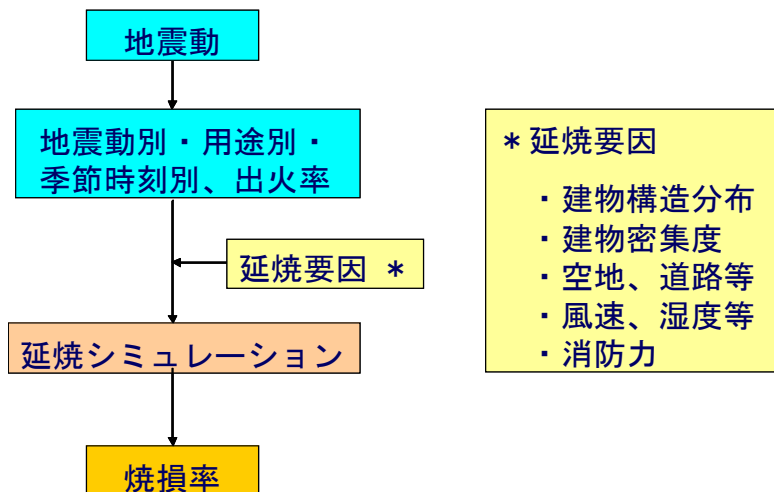 地震動
地震動別・用途別・
季節時刻別、出火率
延焼要因 *
延焼シミュレーション
焼損率
* 延焼要因
・建物構造分布
・建物密集度
・空地、道路等
・風速、湿度等
・消防力